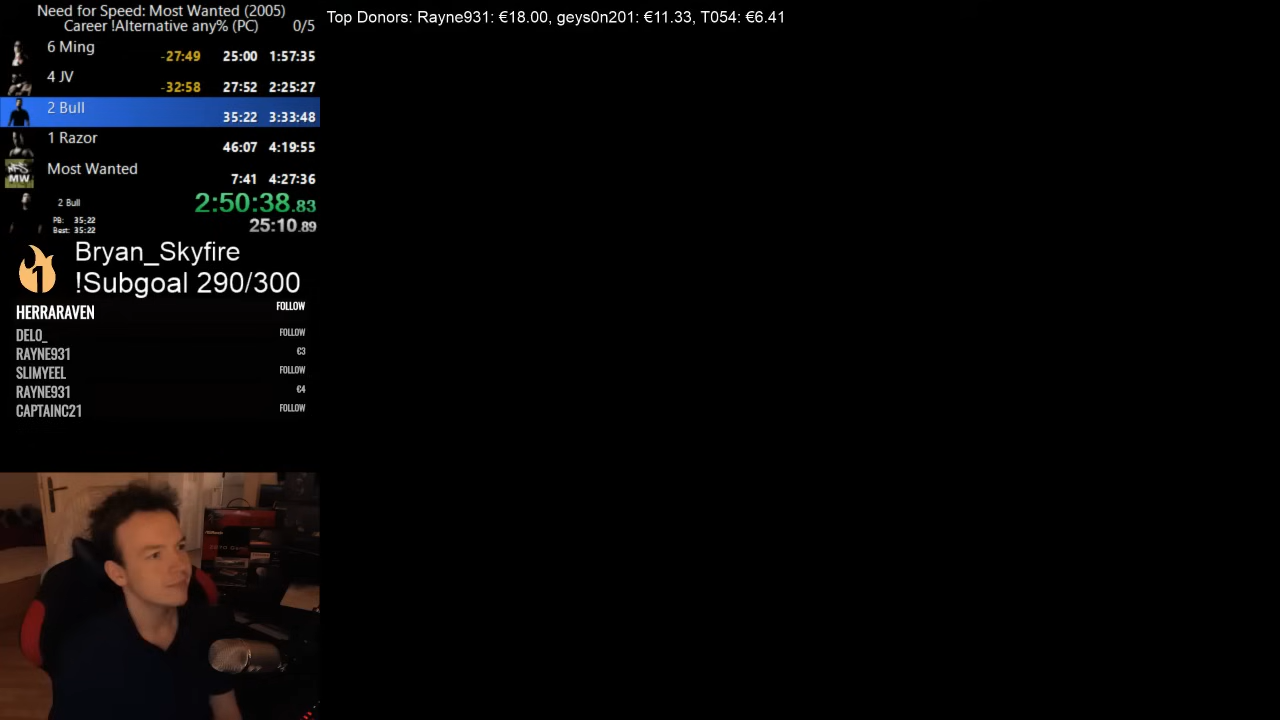 Need for Speed: Most Wanted (2005)
Career !Alternative any% (PC) 0/5
6 Ming -27:49 25:00 1:57:35
4 JV -32:58 27:52 2:25:27
2 Bull 35:22 3:33:48
1 Razor 46:07 4:19:55
Most Wanted 7:41 4:27:36
MW
2 Bull 2:50:38.83
PB: 35:22
Best: 35:22
25:10.89
1
Bryan_Skyfire
!Subgoal 290/300
HERRARAVEN FOLLOW
DELO_ FOLLOW
RAYNE931 €3
SLIMYEEL FOLLOW
RAYNE931 €4
CAPTAINC21 FOLLOW
Top Donors: Rayne931: €18.00, geys0n201: €11.33, T054: €6.41